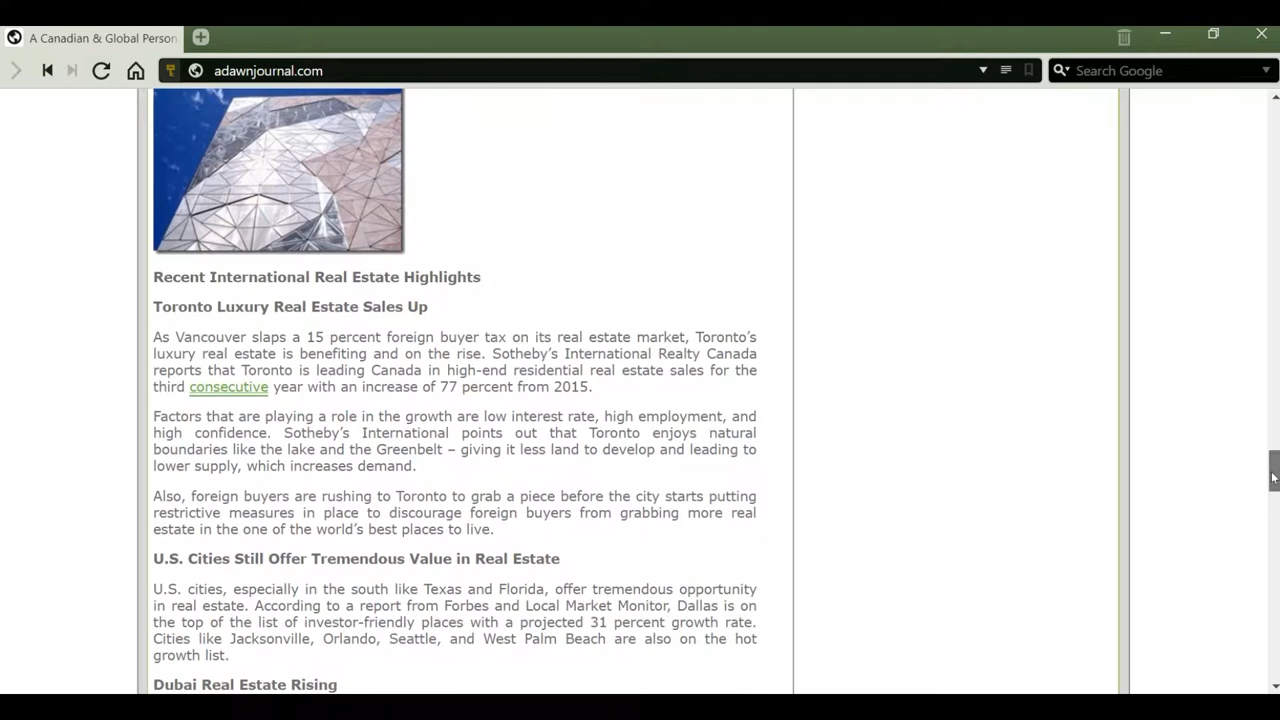 A Canadian & Global Person
adawnjournal.com
Search Google
Recent International Real Estate Highlights
Toronto Luxury Real Estate Sales Up
As Vancouver slaps a 15 percent foreign buyer tax on its real estate market, Toronto’s
luxury real estate is benefiting and on the rise. Sotheby’s International Realty Canada
reports that Toronto is leading Canada in high-end residential real estate sales for the
third consecutive year with an increase of 77 percent from 2015.
Factors that are playing a role in the growth are low interest rate, high employment, and
high confidence. Sotheby’s International points out that Toronto enjoys natural
boundaries like the lake and the Greenbelt – giving it less land to develop and leading to
lower supply, which increases demand.
Also, foreign buyers are rushing to Toronto to grab a piece before the city starts putting
restrictive measures in place to discourage foreign buyers from grabbing more real
estate in the one of the world’s best places to live.
U.S. Cities Still Offer Tremendous Value in Real Estate
U.S. cities, especially in the south like Texas and Florida, offer tremendous opportunity
in real estate. According to a report from Forbes and Local Market Monitor, Dallas is on
the top of the list of investor-friendly places with a projected 31 percent growth rate.
Cities like Jacksonville, Orlando, Seattle, and West Palm Beach are also on the hot
growth list.
Dubai Real Estate Rising